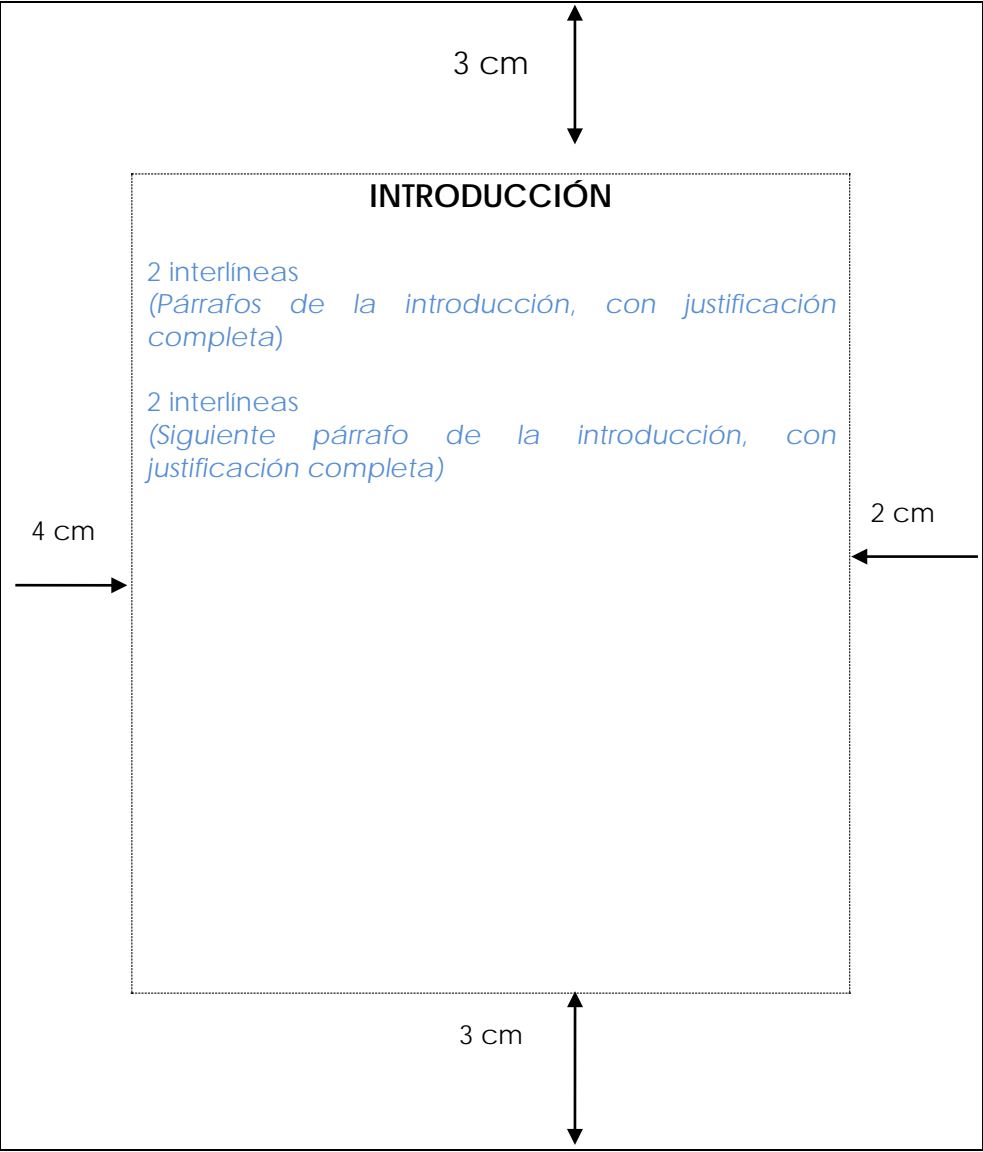 3 cm
INTRODUCCIÓN
2 interlíneas
(Párrafos de la introducción, con justificación
completa)
2 interlíneas
(Siguiente párrafo de la introducción, con
justificación completa)
2 cm
4 cm
3 cm